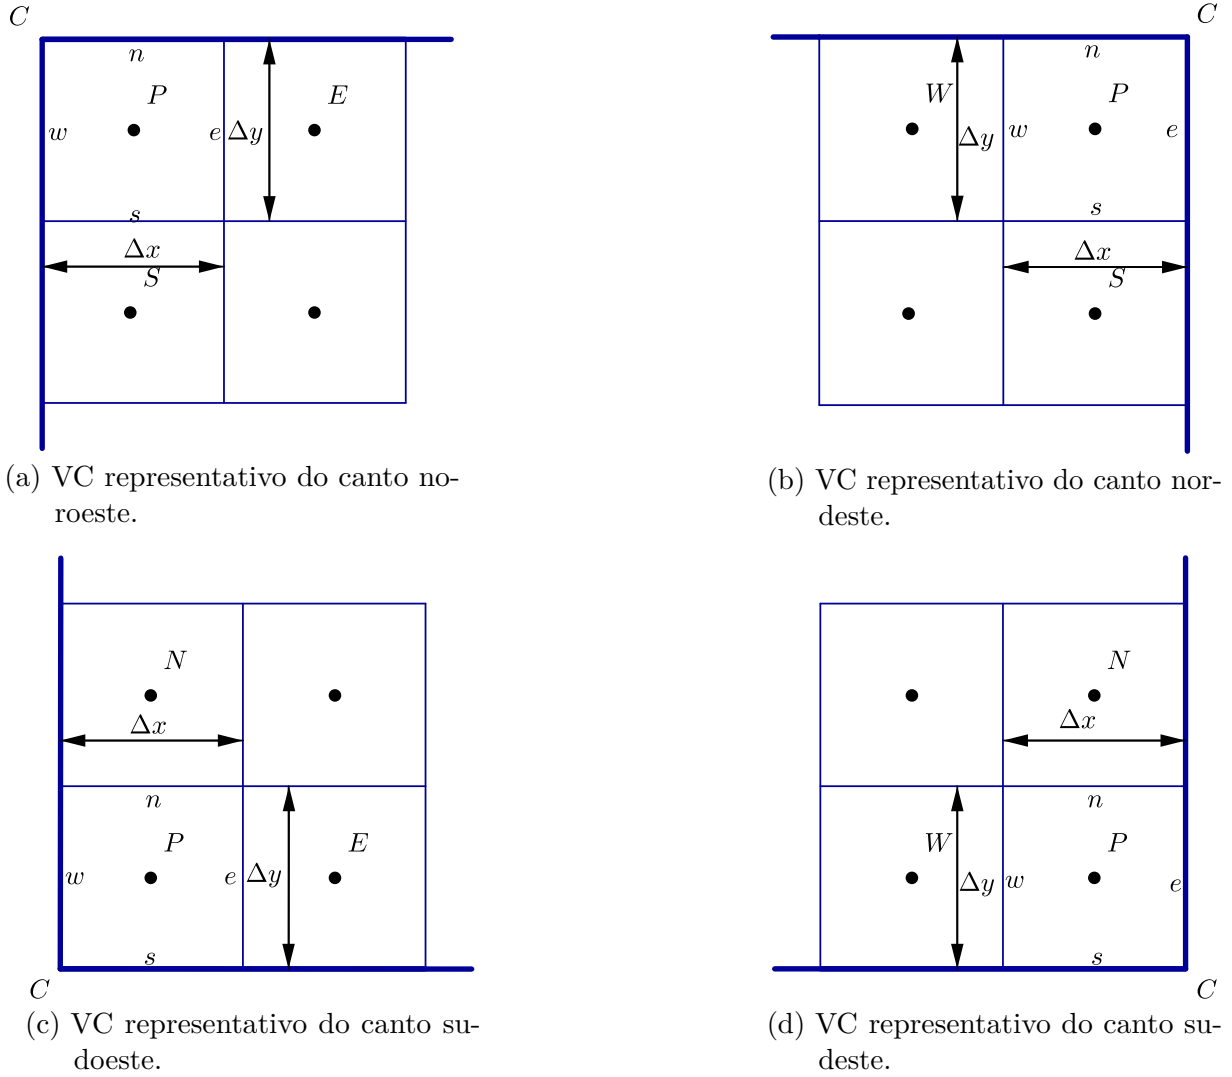 C
n
P
E
w
e
Δy
s
Δx
S
(a) VC representativo do canto no-
roeste.
C
n
W
P
Δy
w
e
s
Δx
S
(b) VC representativo do canto nor-
deste.
N
Δx
n
P
E
w
e
Δy
s
C
(c) VC representativo do canto su-
doeste.
N
Δx
n
W
P
Δy
w
e
s
C
(d) VC representativo do canto su-
deste.